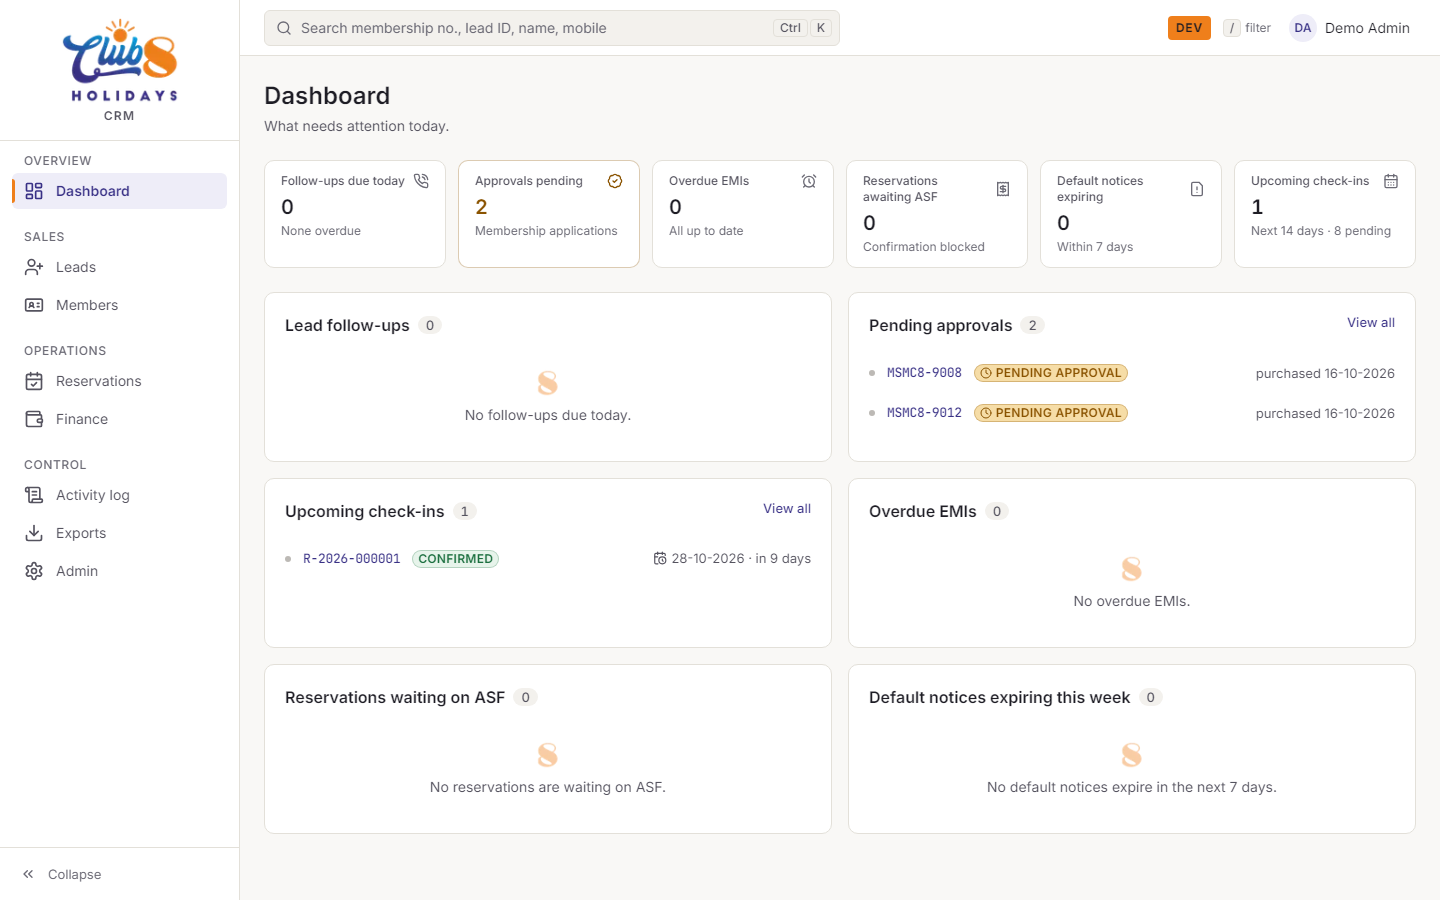 Club8
HOLIDAYS
CRM
OVERVIEW
Dashboard
SALES
Leads
Members
OPERATIONS
Reservations
Finance
CONTROL
Activity log
Exports
Admin
Collapse
Search membership no., lead ID, name, mobile
Ctrl K
DEV
/ filter
DA Demo Admin
Dashboard
What needs attention today.
Follow-ups due today
0
None overdue
Approvals pending
2
Membership applications
Overdue EMIs
0
All up to date
Reservations
awaiting ASF
0
Confirmation blocked
Default notices
expiring
0
Within 7 days
Upcoming check-ins
1
Next 14 days · 8 pending
Lead follow-ups 0
No follow-ups due today.
Pending approvals 2
View all
MSMC8-9008 PENDING APPROVAL purchased 16-10-2026
MSMC8-9012 PENDING APPROVAL purchased 16-10-2026
Upcoming check-ins 1
View all
R-2026-000001 CONFIRMED 28-10-2026 · in 9 days
Overdue EMIs 0
No overdue EMIs.
Reservations waiting on ASF 0
No reservations are waiting on ASF.
Default notices expiring this week 0
No default notices expire in the next 7 days.